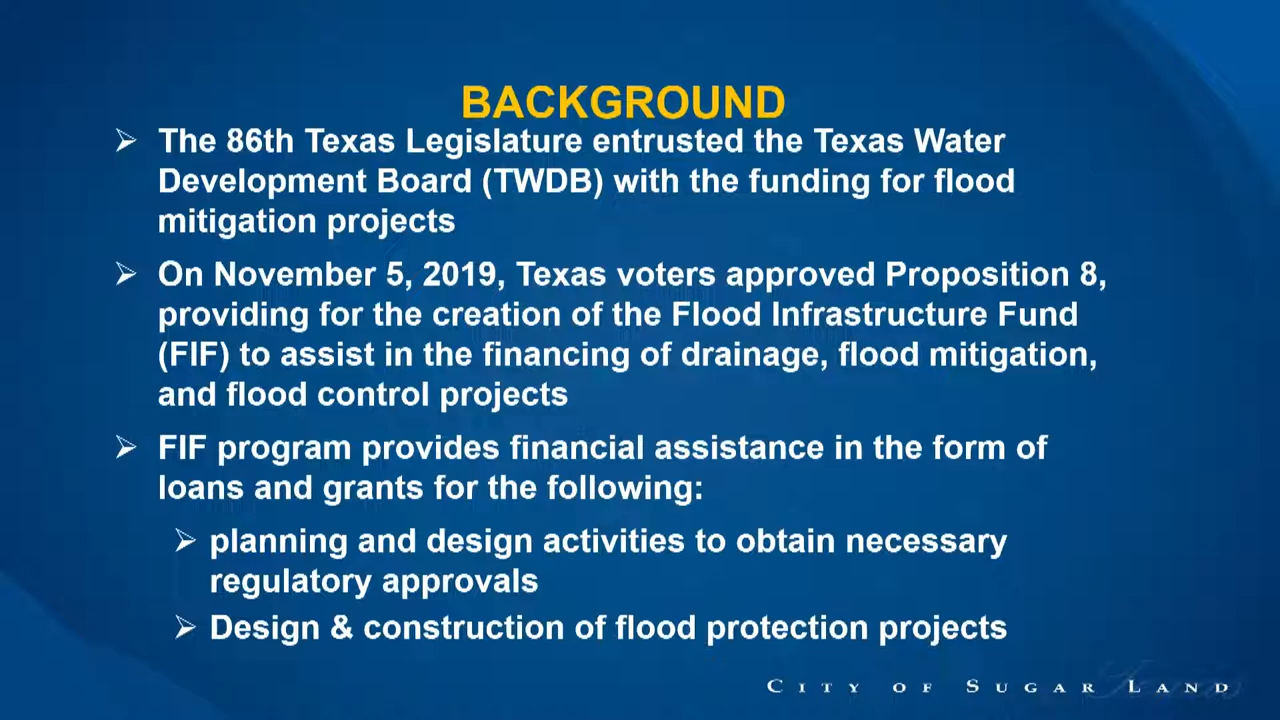 BACKGROUND
➢ The 86th Texas Legislature entrusted the Texas Water
Development Board (TWDB) with the funding for flood
mitigation projects
➢ On November 5, 2019, Texas voters approved Proposition 8,
providing for the creation of the Flood Infrastructure Fund
(FIF) to assist in the financing of drainage, flood mitigation,
and flood control projects
➢ FIF program provides financial assistance in the form of
loans and grants for the following:
➢ planning and design activities to obtain necessary
regulatory approvals
➢ Design & construction of flood protection projects
CITY OF SUGAR LAND